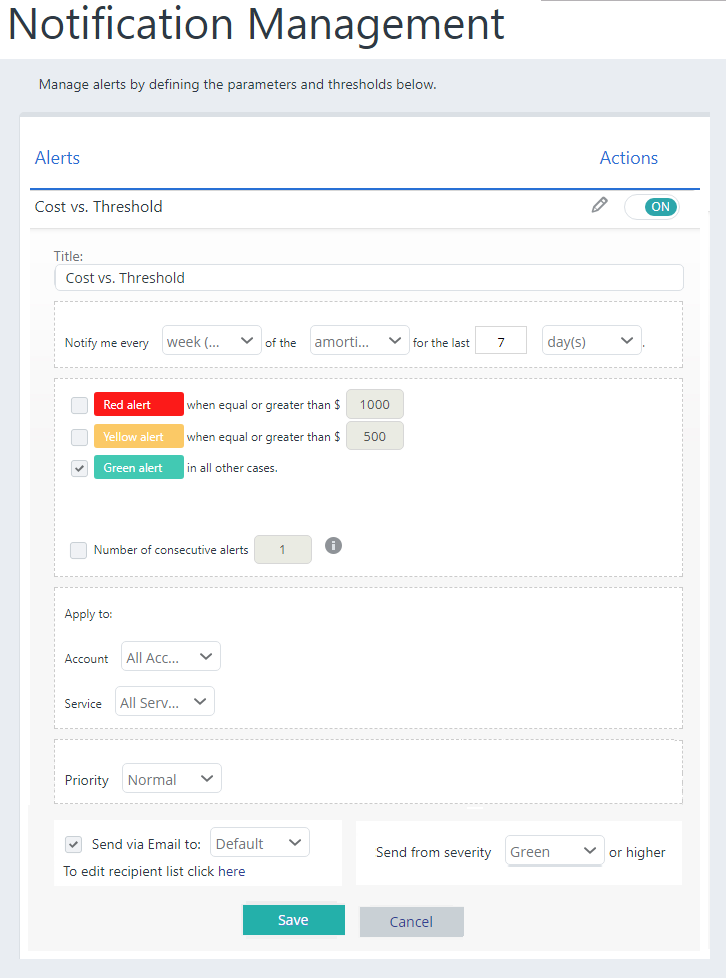 Notification Management
Manage alerts by defining the parameters and thresholds below.
Alerts Actions
Cost vs. Threshold ON
Title:
Cost vs. Threshold
Notify me every week (... of the amorti... for the last 7 day(s) .
Red alert when equal or greater than $ 1000
Yellow alert when equal or greater than $ 500
Green alert in all other cases.
Number of consecutive alerts 1 i
Apply to:
Account All Acc...
Service All Serv...
Priority Normal
Send via Email to: Default
To edit recipient list click here
Send from severity Green or higher
Save Cancel